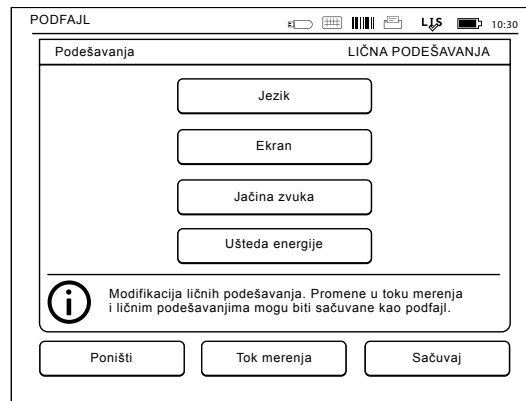 PODFAJL LIS 10:30
Podešavanja LIČNA PODEŠAVANJA
Jezik
Ekran
Jačina zvuka
Ušteda energije
Modifikacija ličnih podešavanja. Promene u toku merenja
i ličnim podešavanjima mogu biti sačuvane kao podfajl.
Poništi Tok merenja Sačuvaj